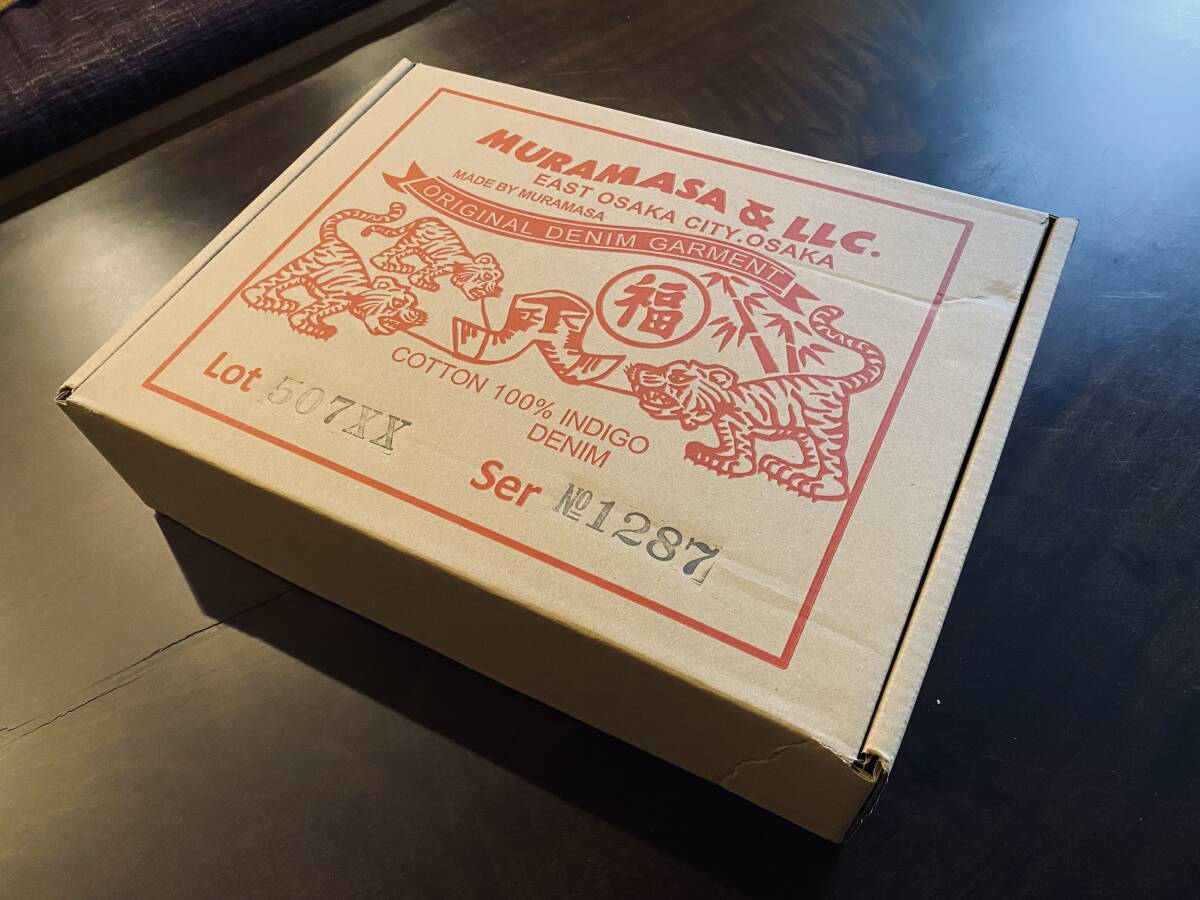 MURAMASA & LLC.
EAST OSAKA CITY.OSAKA
MADE BY MURAMASA
ORIGINAL DENIM GARMENT
福
COTTON 100% INDIGO
DENIM
Lot 507XX
Ser №1287